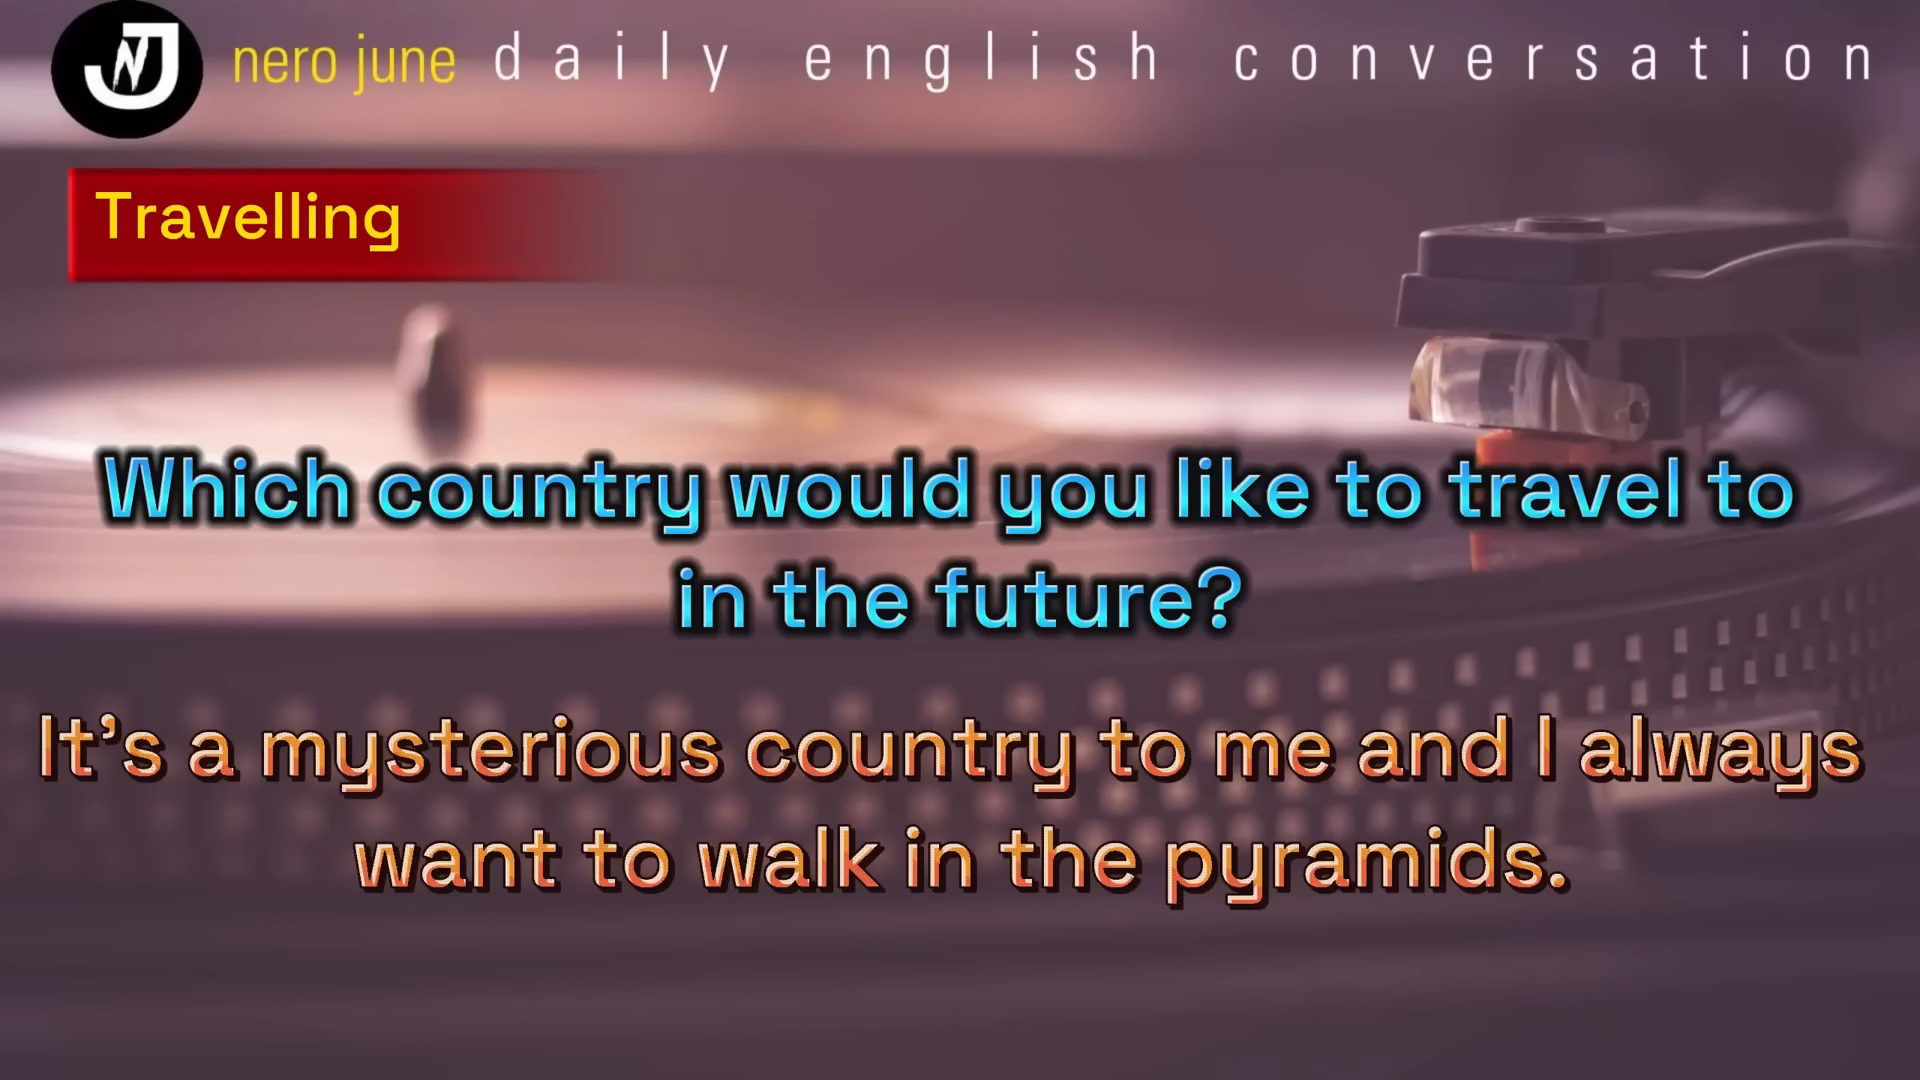 NJ nero june daily english conversation
Travelling
Which country would you like to travel to
in the future?
It's a mysterious country to me and I always
want to walk in the pyramids.